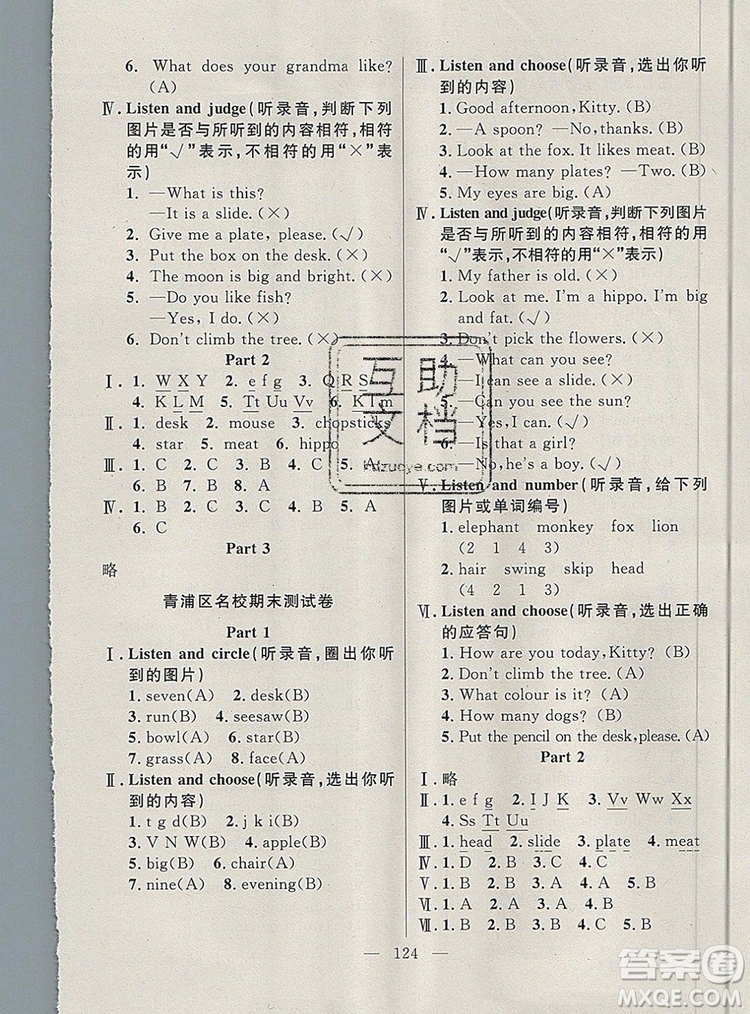 6. What does your grandma like?
(A)
Ⅳ. Listen and judge(听录音,判断下列
图片是否与所听到的内容相符,相符
的用“√”表示,不相符的用“×”表
示)
1. —What is this?
—It is a slide. (×)
2. Give me a plate, please. (√)
3. Put the box on the desk. (×)
4. The moon is big and bright. (×)
5. —Do you like fish?
—Yes, I do. (×)
6. Don't climb the tree. (×)
Part 2
Ⅰ. 1. W X Y 2. e f g 3. Q R S
4. K L M 5. Tt Uu Vv 6. Kk Ll m
Ⅱ. 1. desk 2. mouse 3. chopsticks
4. star 5. meat 6. hippo
Ⅲ. 1. C 2. C 3. B 4. C 5. A
6. B 7. B 8. A
Ⅳ. 1. B 2. C 3. B 4. B 5. A
6. C
Part 3
略
青浦区名校期末测试卷
Part 1
Ⅰ. Listen and circle(听录音,圈出你听
到的图片)
1. seven(A) 2. desk(B)
3. run(B) 4. seesaw(B)
5. bowl(A) 6. star(B)
7. grass(A) 8. face(A)
Ⅱ. Listen and choose(听录音,选出你听
到的内容)
1. t g d(B) 2. j k i(B)
3. V N W(B) 4. apple(B)
5. big(B) 6. chair(A)
7. nine(A) 8. evening(B)
Ⅲ. Listen and choose(听录音,选出你听
到的内容)
1. Good afternoon, Kitty. (B)
2. —A spoon? —No, thanks. (B)
3. Look at the fox. It likes meat. (B)
4. —How many plates? —Two. (B)
5. My eyes are big. (A)
Ⅳ. Listen and judge(听录音,判断下列图片
是否与所听到的内容相符,相符的用
“√”表示,不相符的用“×”表示)
1. My father is old. (×)
2. Look at me. I'm a hippo. I'm big
and fat. (√)
3. Don't pick the flowers. (×)
4. —What can you see?
—I can see a slide. (×)
5. —Can you see the sun?
—Yes, I can. (√)
6. —Is that a girl?
—No, he's a boy. (√)
Ⅴ. Listen and number(听录音,给下列
图片或单词编号)
1. elephant monkey fox lion
(2 1 4 3)
2. hair swing skip head
(4 2 1 3)
Ⅵ. Listen and choose(听录音,选出正确
的应答句)
1. How are you today, Kitty? (B)
2. Don't climb the tree. (A)
3. What colour is it? (A)
4. How many dogs? (B)
5. Put the pencil on the desk, please. (A)
Part 2
Ⅰ. 略
Ⅱ. 1. e f g 2. I J K 3. Vv Ww Xx
4. Ss Tt Uu
Ⅲ. 1. head 2. slide 3. plate 4. meat
Ⅳ. 1. D 2. B 3. A 4. C
Ⅴ. 1. B 2. A 3. A 4. B 5. B
Ⅵ. 1. A 2. A 3. A 4. B 5. B
Ⅶ. 1. C 2. B 3. C 4. B 5. C
— 124 —
互助
文档
答案圈
MXQE.COM